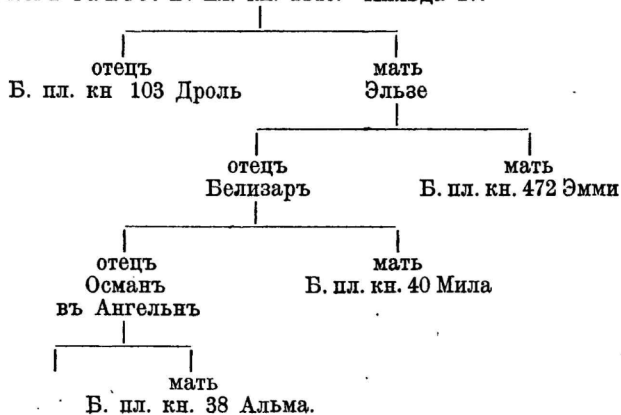 отецъ мать
Б. пл. кн 103 Дроль Эльзе
отецъ мать
Белизаръ Б. пл. кн. 472 Эмми
отецъ мать
Османъ Б. пл. кн. 40 Мила
въ Ангельнъ
мать
Б. пл. кн. 38 Альма.